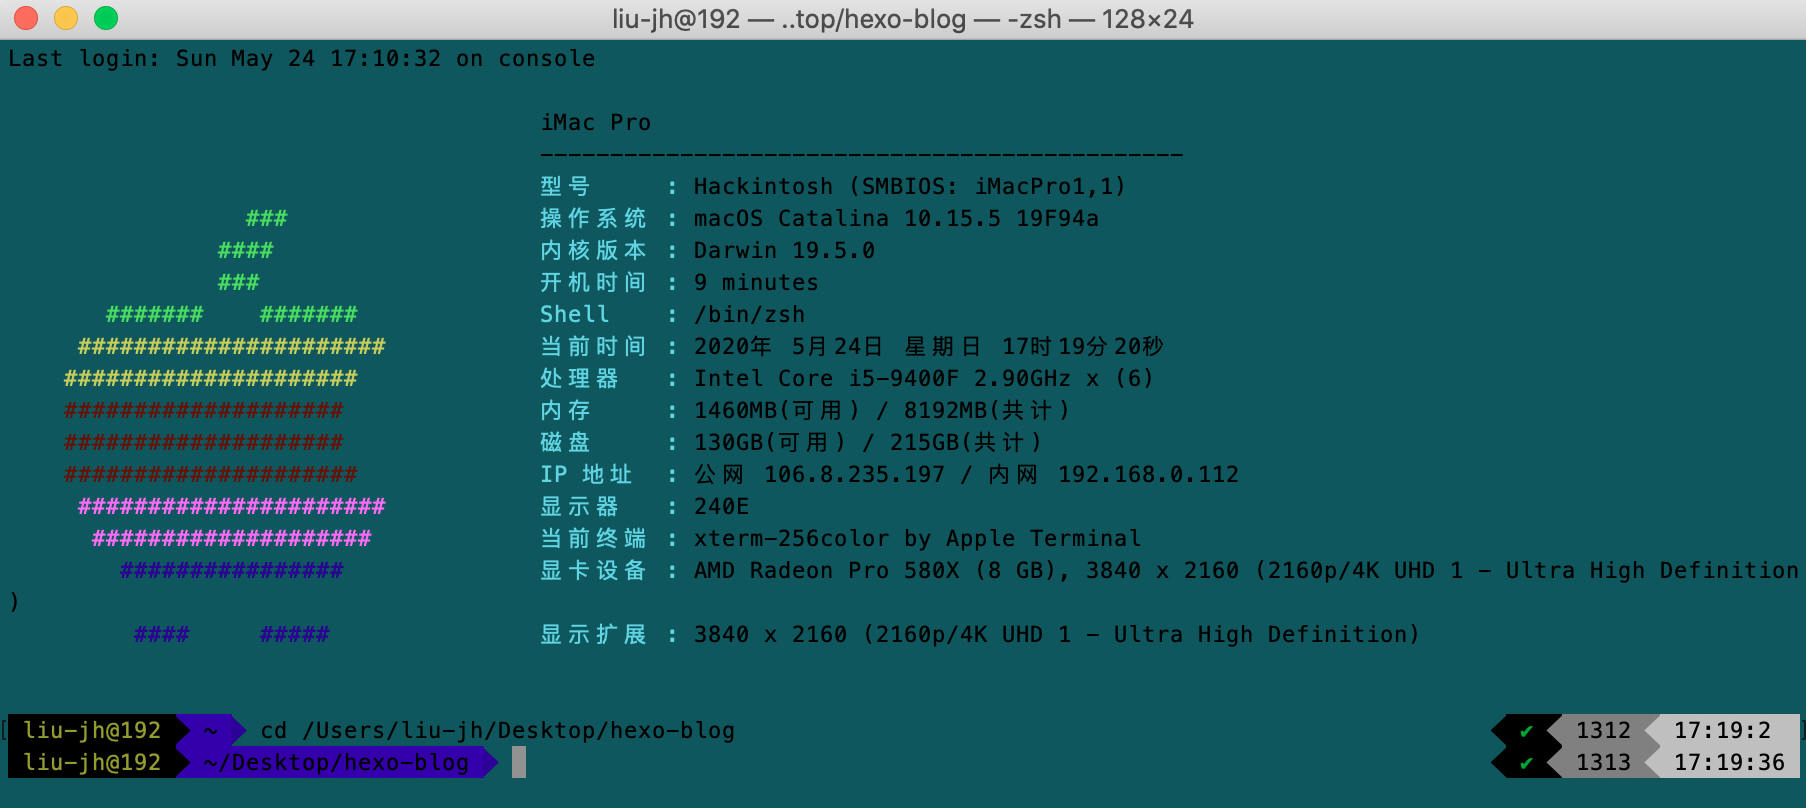 liu-jh@192 — ..top/hexo-blog — -zsh — 128×24
Last login: Sun May 24 17:10:32 on console
iMac Pro
----------------------------------------------
型号 : Hackintosh (SMBIOS: iMacPro1,1)
### 操作系统 : macOS Catalina 10.15.5 19F94a
#### 内核版本 : Darwin 19.5.0
### 开机时间 : 9 minutes
####### ####### Shell : /bin/zsh
###################### 当前时间 : 2020年 5月24日 星期日 17时19分20秒
##################### 处理器 : Intel Core i5-9400F 2.90GHz x (6)
#################### 内存 : 1460MB(可用) / 8192MB(共计)
#################### 磁盘 : 130GB(可用) / 215GB(共计)
##################### IP 地址 : 公网 106.8.235.197 / 内网 192.168.0.112
###################### 显示器 : 240E
#################### 当前终端 : xterm-256color by Apple Terminal
################ 显卡设备 : AMD Radeon Pro 580X (8 GB), 3840 x 2160 (2160p/4K UHD 1 - Ultra High Definition
)
#### ##### 显示扩展 : 3840 x 2160 (2160p/4K UHD 1 - Ultra High Definition)
liu-jh@192 ~ cd /Users/liu-jh/Desktop/hexo-blog ✔ 1312 17:19:2
liu-jh@192 ~/Desktop/hexo-blog ✔ 1313 17:19:36